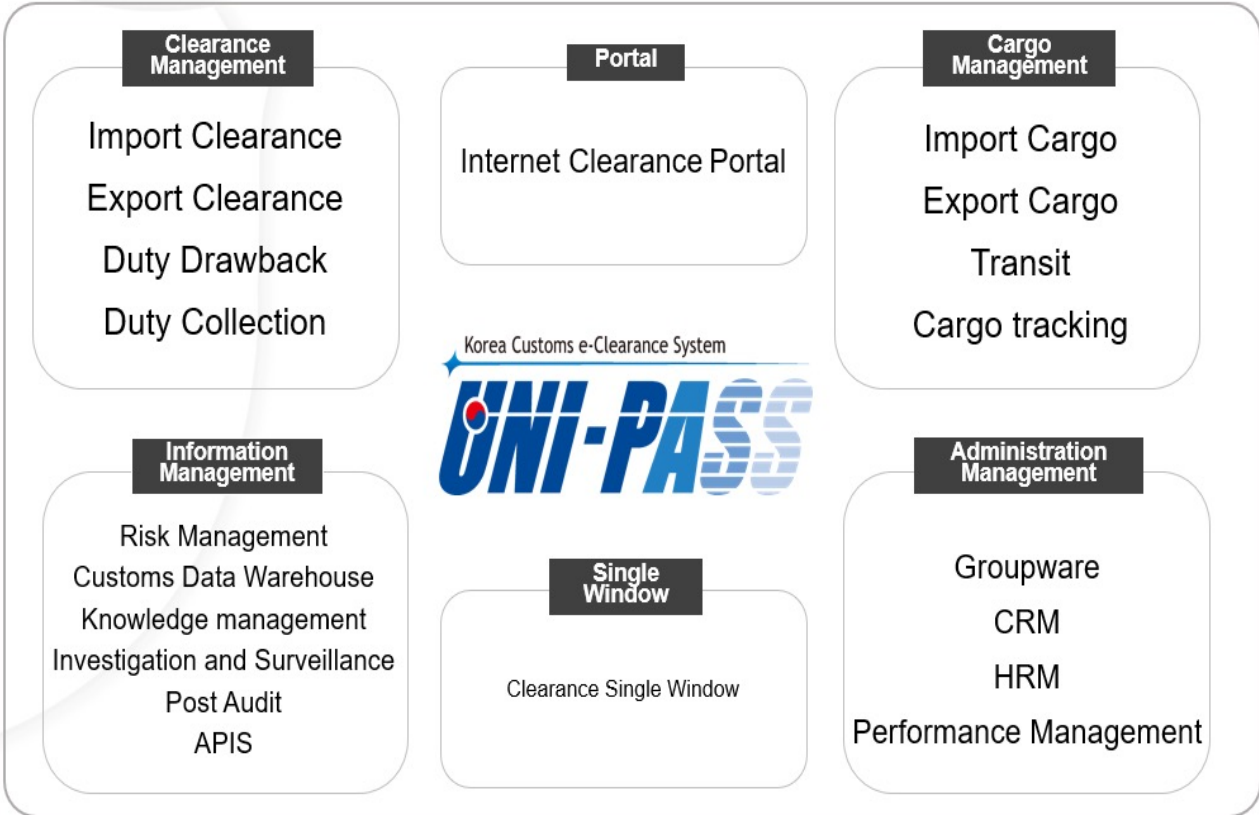 Clearance
Management
Import Clearance
Export Clearance
Duty Drawback
Duty Collection
Portal
Internet Clearance Portal
Cargo
Management
Import Cargo
Export Cargo
Transit
Cargo tracking
Korea Customs e-Clearance System
UNI-PASS
Information
Management
Risk Management
Customs Data Warehouse
Knowledge management
Investigation and Surveillance
Post Audit
APIS
Single
Window
Clearance Single Window
Administration
Management
Groupware
CRM
HRM
Performance Management